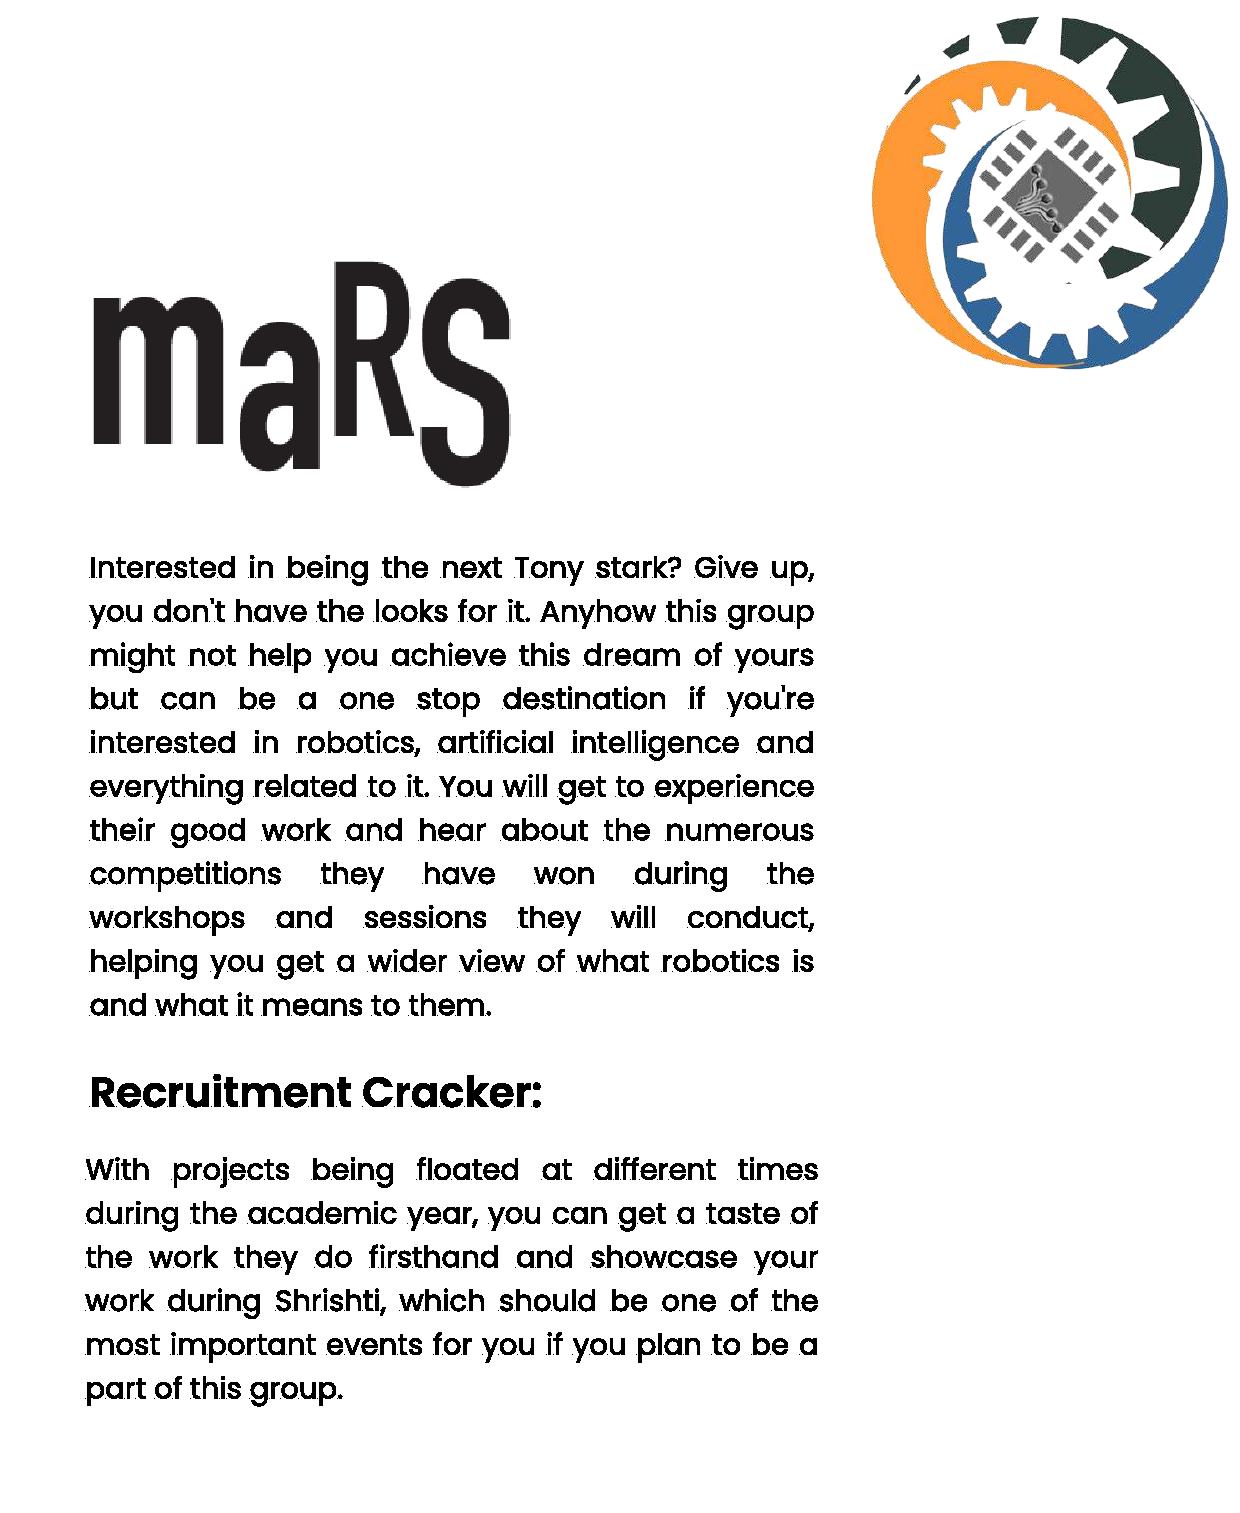 maRS
Interested in being the next Tony stark? Give up,
you don't have the looks for it. Anyhow this group
might not help you achieve this dream of yours
but can be a one stop destination if you're
interested in robotics, artificial intelligence and
everything related to it. You will get to experience
their good work and hear about the numerous
competitions they have won during the
workshops and sessions they will conduct,
helping you get a wider view of what robotics is
and what it means to them.
Recruitment Cracker:
With projects being floated at different times
during the academic year, you can get a taste of
the work they do firsthand and showcase your
work during Shrishti, which should be one of the
most important events for you if you plan to be a
part of this group.